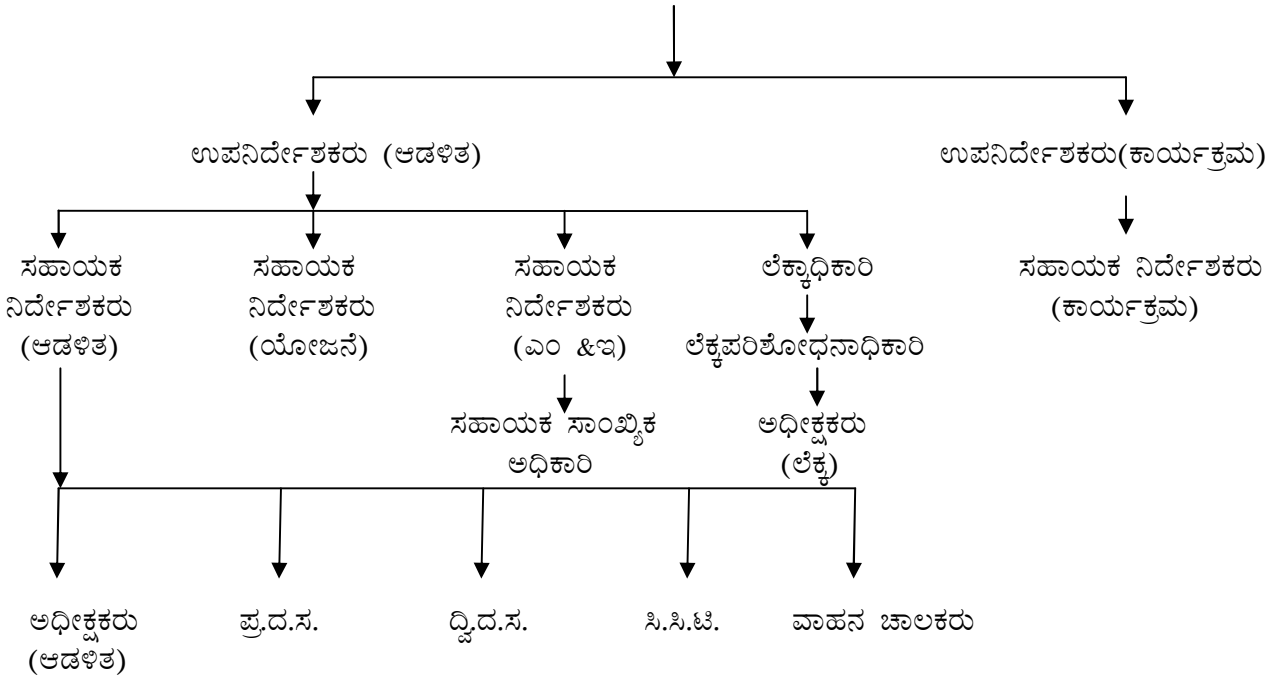 ಉಪನಿರ್ದೇಶಕರು (ಆಡಳಿತ)
ಉಪನಿರ್ದೇಶಕರು(ಕಾರ್ಯಕ್ರಮ)
ಸಹಾಯಕ
ನಿರ್ದೇಶಕರು
(ಆಡಳಿತ)
ಸಹಾಯಕ
ನಿರ್ದೇಶಕರು
(ಯೋಜನೆ)
ಸಹಾಯಕ
ನಿರ್ದೇಶಕರು
(ಎಂ &ಇ)
ಲೆಕ್ಕಾಧಿಕಾರಿ
ಸಹಾಯಕ ನಿರ್ದೇಶಕರು
(ಕಾರ್ಯಕ್ರಮ)
ಲೆಕ್ಕಪರಿಶೋಧನಾಧಿಕಾರಿ
ಸಹಾಯಕ ಸಾಂಖ್ಯಿಕ
ಅಧಿಕಾರಿ
ಅಧೀಕ್ಷಕರು
(ಲೆಕ್ಕ)
ಅಧೀಕ್ಷಕರು
(ಆಡಳಿತ)
ಪ್ರ.ದ.ಸ.
ದ್ವಿ.ದ.ಸ.
ಸಿ.ಸಿ.ಟಿ.
ವಾಹನ ಚಾಲಕರು